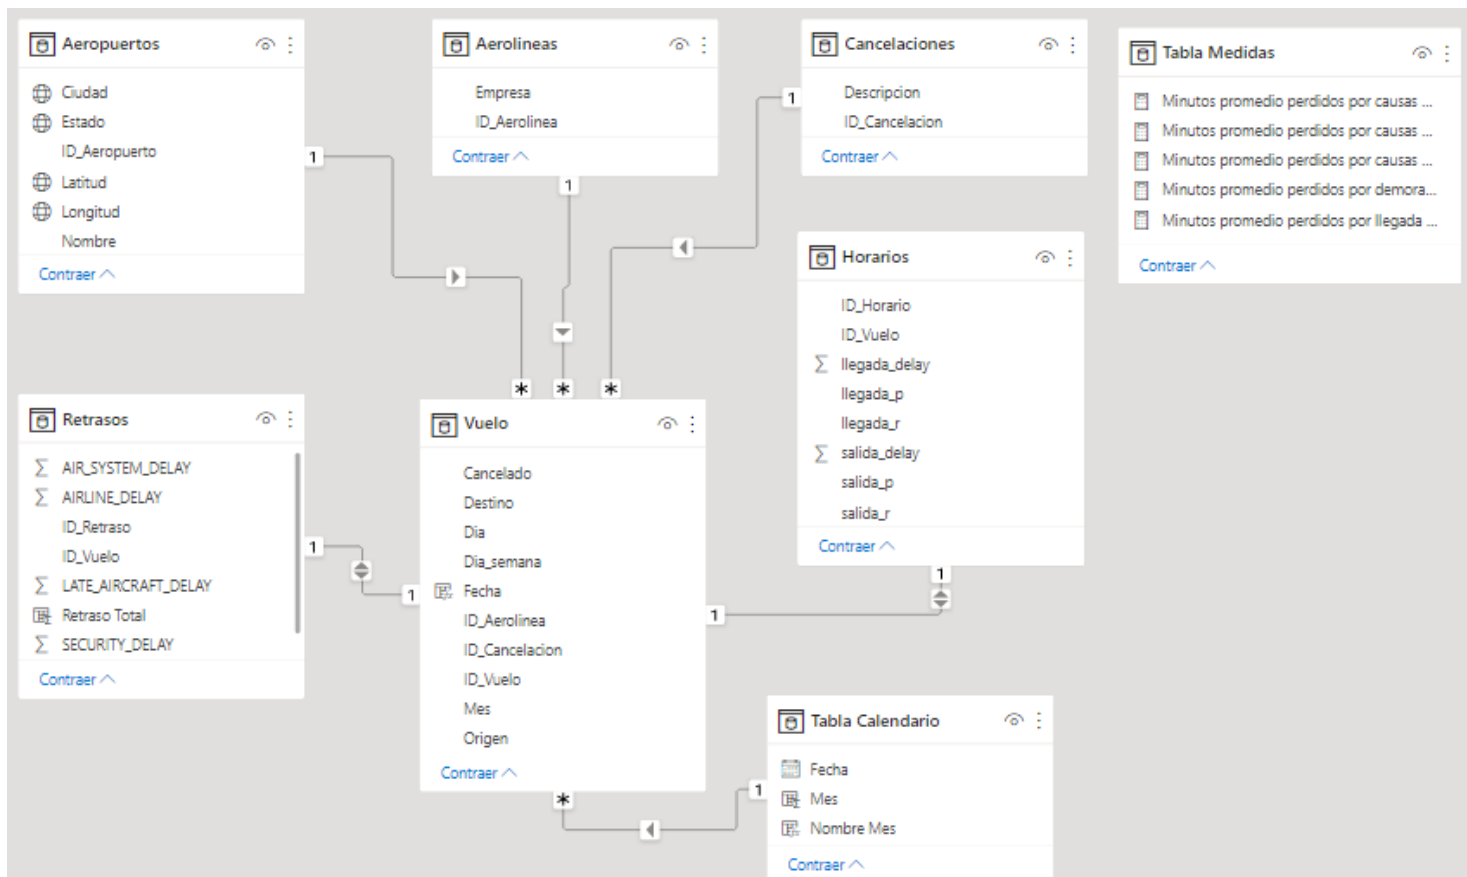 Aeropuertos
Ciudad
Estado
ID_Aeropuerto
Latitud
Longitud
Nombre
Contraer
1
Aerolineas
Empresa
ID_Aerolinea
Contraer
1
Cancelaciones
Descripcion
ID_Cancelacion
Contraer
1
Tabla Medidas
Minutos promedio perdidos por causas ...
Minutos promedio perdidos por causas ...
Minutos promedio perdidos por causas ...
Minutos promedio perdidos por demora...
Minutos promedio perdidos por llegada ...
Contraer
Horarios
ID_Horario
ID_Vuelo
llegada_delay
llegada_p
llegada_r
salida_delay
salida_p
salida_r
Contraer
1
* * *
Retrasos
AIR_SYSTEM_DELAY
AIRLINE_DELAY
ID_Retraso
ID_Vuelo
LATE_AIRCRAFT_DELAY
Retraso Total
SECURITY_DELAY
Contraer
1
1
Vuelo
Cancelado
Destino
Dia
Dia_semana
Fecha
ID_Aerolinea
ID_Cancelacion
ID_Vuelo
Mes
Origen
Contraer
1
*
Tabla Calendario
Fecha
Mes
Nombre Mes
Contraer
1